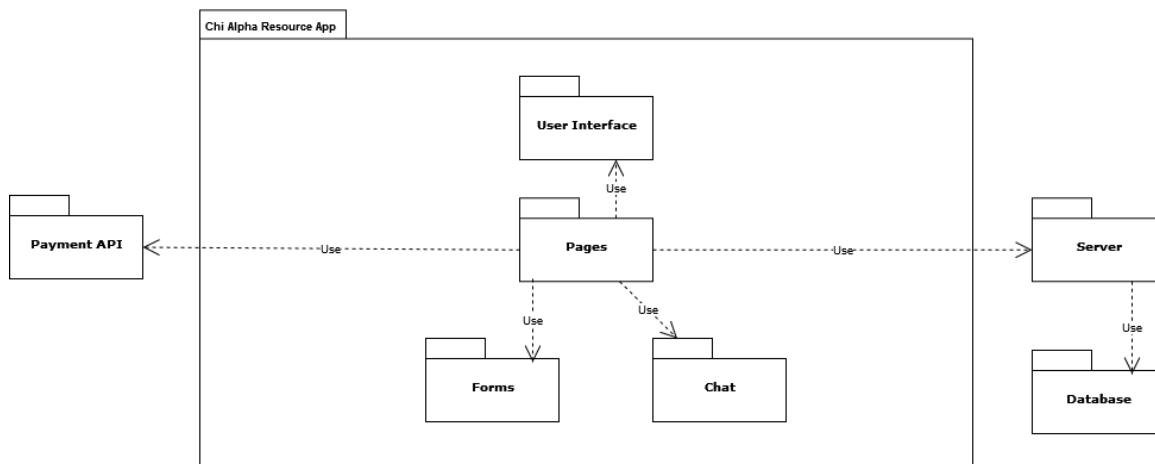 Chi Alpha Resource App
User Interface
Use
Payment API
Use
Pages
Use
Server
Use
Use
Use
Forms
Chat
Database